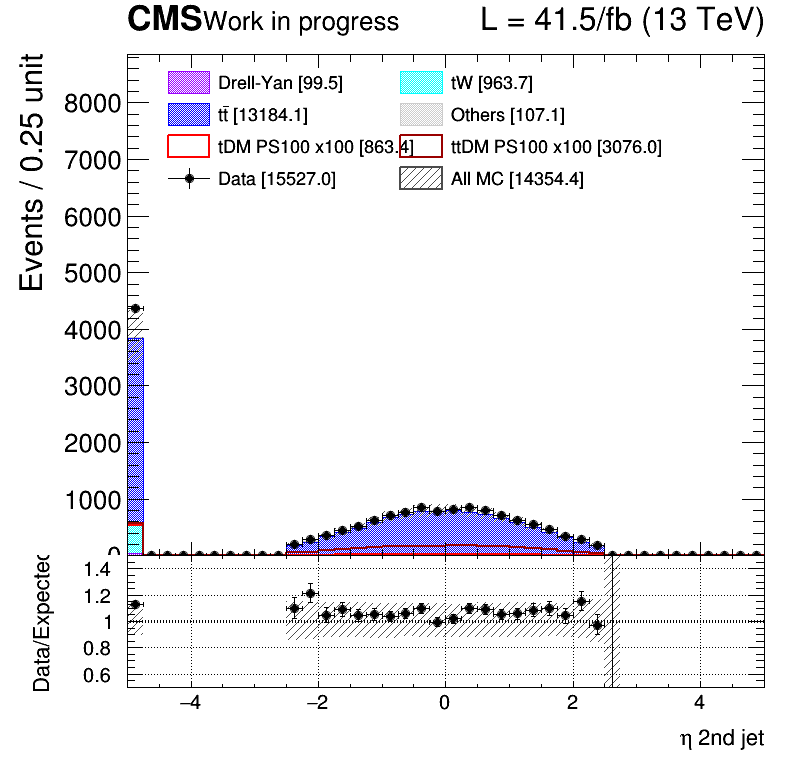 CMS Work in progress L = 41.5/fb (13 TeV)
Events / 0.25 unit
Drell-Yan [99.5] tW [963.7]
tt̄ [13184.1] Others [107.1]
tDM PS100 x100 [863.4] ttDM PS100 x100 [3076.0]
Data [15527.0] All MC [14354.4]
8000
7000
6000
5000
4000
3000
2000
1000
0
Data/Expected
1.4
1.2
1
0.8
0.6
−4 −2 0 2 4
η 2nd jet